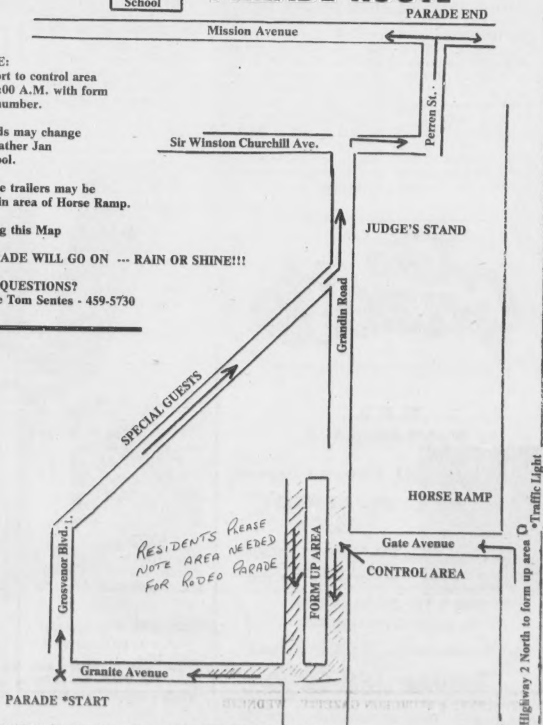 School
PARADE END
Mission Avenue
E:
rt to control area
:00 A.M. with form
number.
Perron St.
ds may change
ather Jan
ol.
Sir Winston Churchill Ave.
e trailers may be
in area of Horse Ramp.
g this Map
JUDGE'S STAND
ADE WILL GO ON --- RAIN OR SHINE!!!
QUESTIONS?
e Tom Sentes - 459-5730
Grandin Road
SPECIAL GUESTS
HORSE RAMP
*Traffic Light
RESIDENTS PLEASE
NOTE AREA NEEDED
FOR RODEO PARADE
FORM UP AREA
Gate Avenue
CONTROL AREA
Grosvenor Blvd.
Highway 2 North to form up area
Granite Avenue
PARADE *START